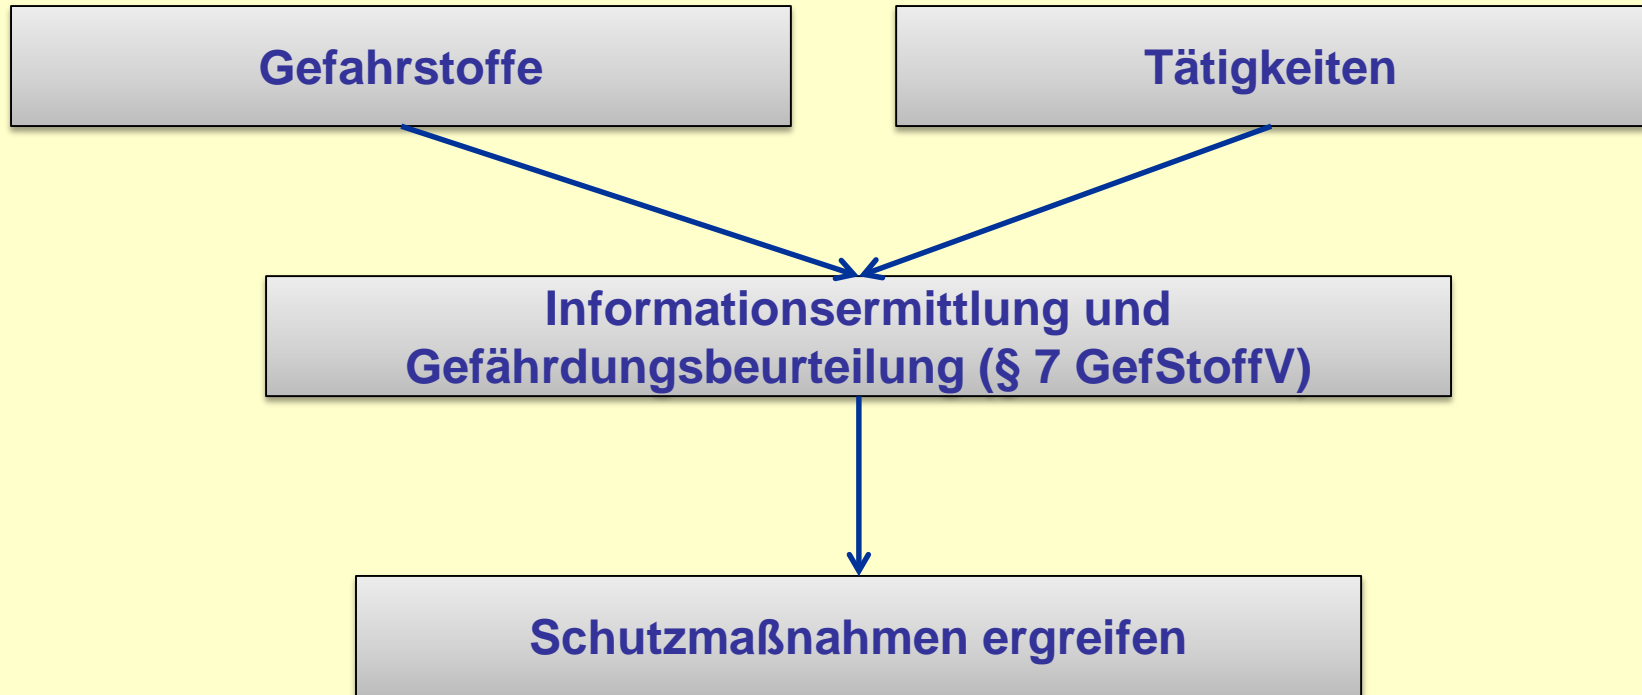 Gefahrstoffe
Tätigkeiten
Informationsermittlung und
Gefährdungsbeurteilung (§ 7 GefStoffV)
Schutzmaßnahmen ergreifen